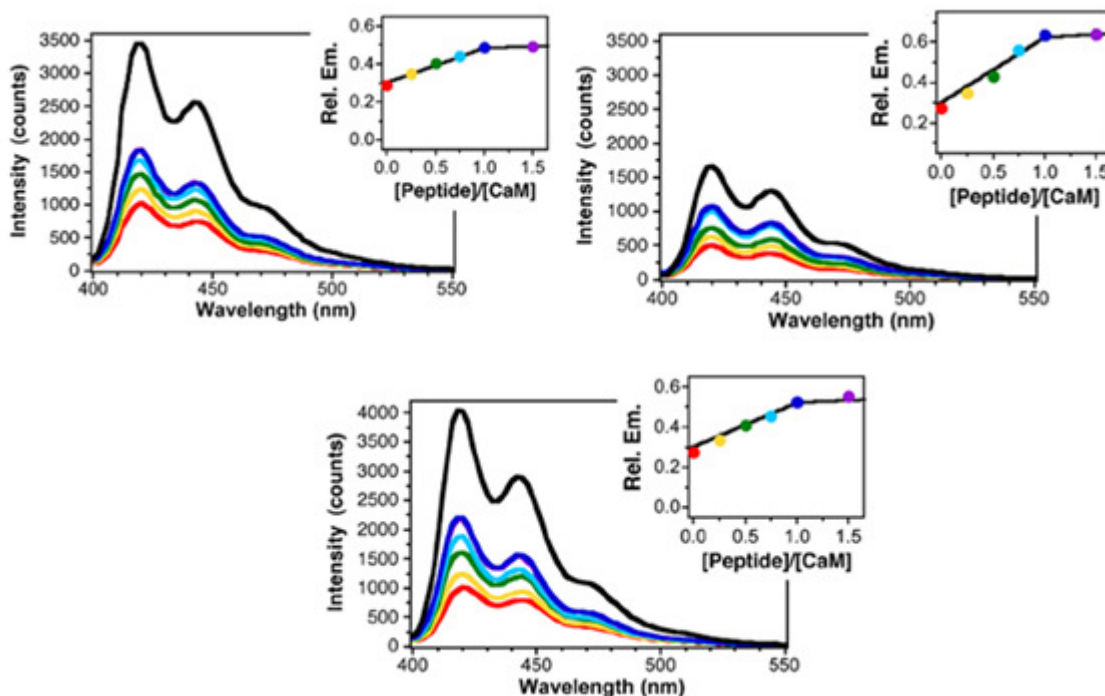 3500
3000
2500
2000
1500
1000
500
0
Intensity (counts)
400 450 500 550
Wavelength (nm)
0.6
0.4
0.2
0.0
Rel. Em.
0.0 0.5 1.0 1.5
[Peptide]/[CaM]
3500
3000
2500
2000
1500
1000
500
0
Intensity (counts)
400 450 500 550
Wavelength (nm)
0.6
0.4
0.2
Rel. Em.
0.0 0.5 1.0 1.5
[Peptide]/[CaM]
4000
3500
3000
2500
2000
1500
1000
500
0
Intensity (counts)
400 450 500 550
Wavelength (nm)
0.6
0.4
0.2
0.0
Rel. Em.
0.0 0.5 1.0 1.5
[Peptide]/[CaM]